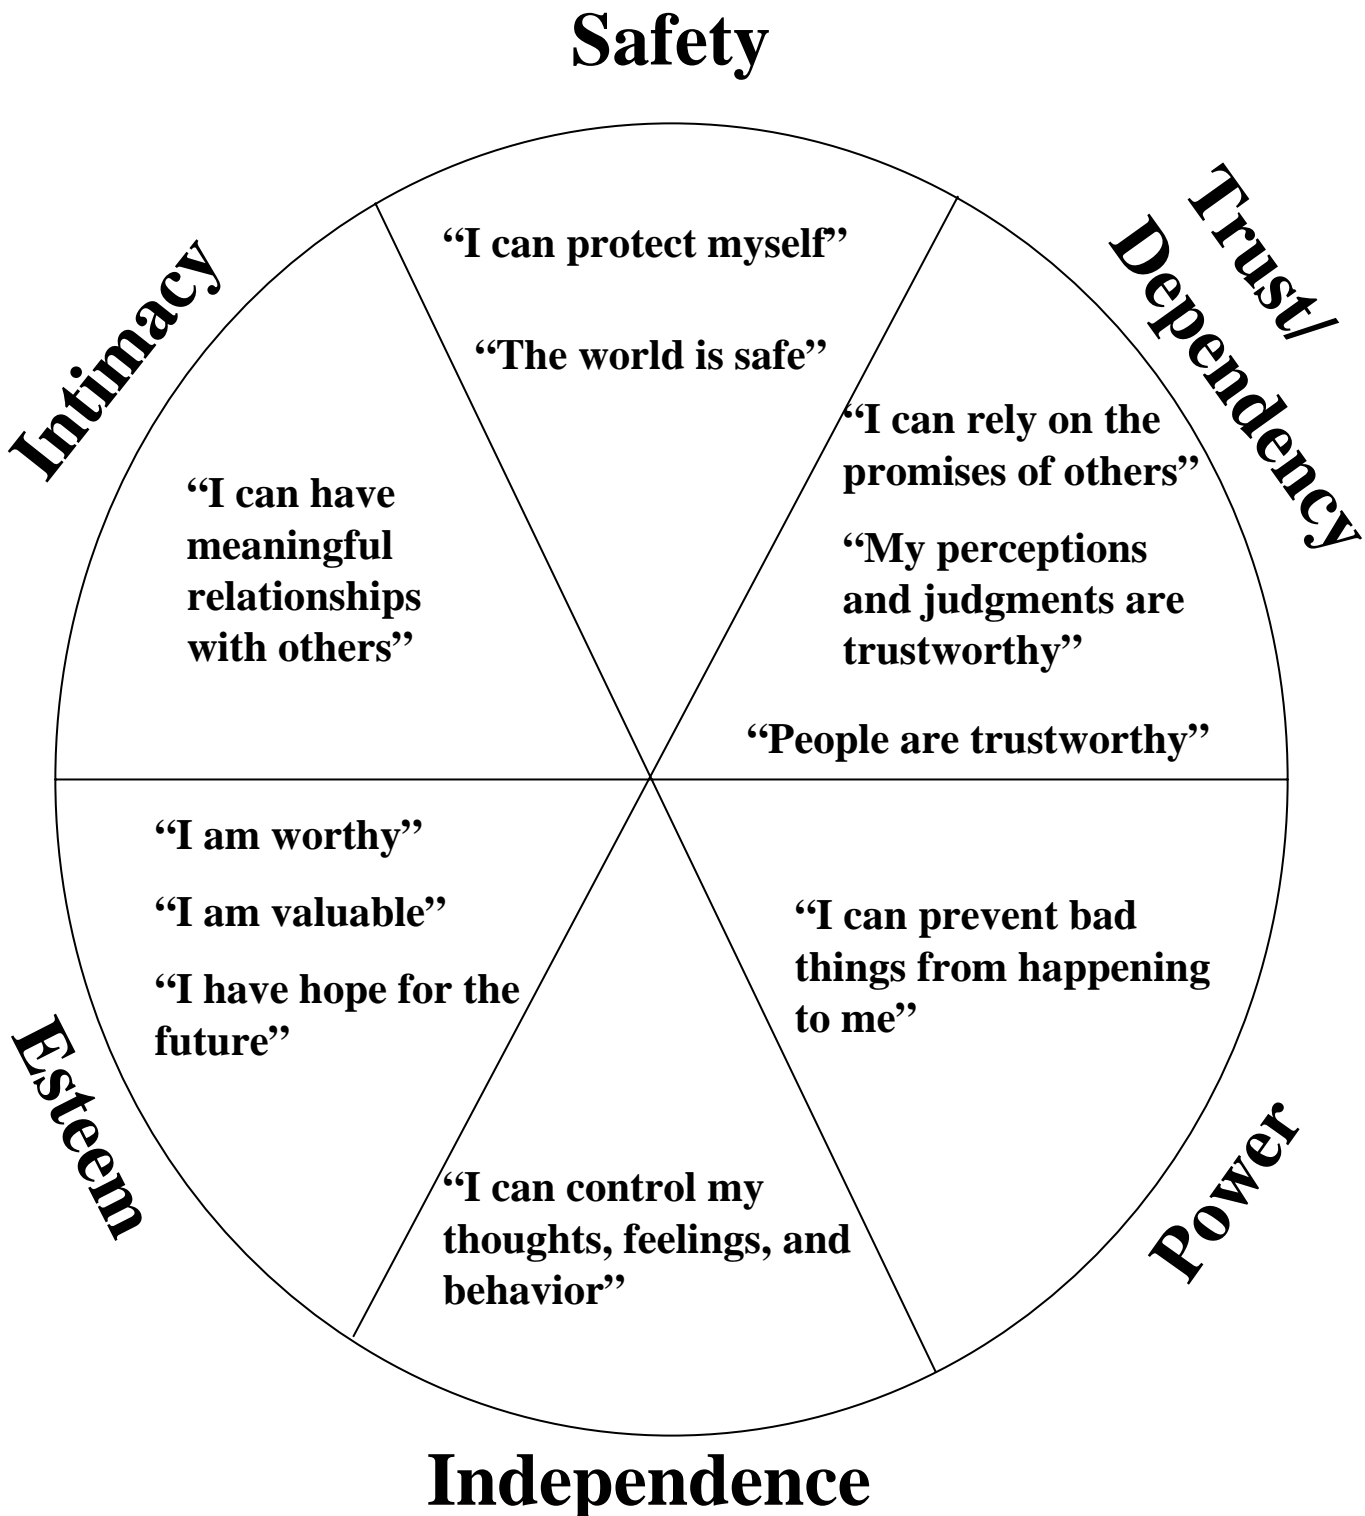 Safety
“I can protect myself”
“The world is safe”
Trust/
Dependency
“I can rely on the
promises of others”
“My perceptions
and judgments are
trustworthy”
“People are trustworthy”
Power
“I can prevent bad
things from happening
to me”
Independence
“I can control my
thoughts, feelings, and
behavior”
Esteem
“I am worthy”
“I am valuable”
“I have hope for the
future”
Intimacy
“I can have
meaningful
relationships
with others”